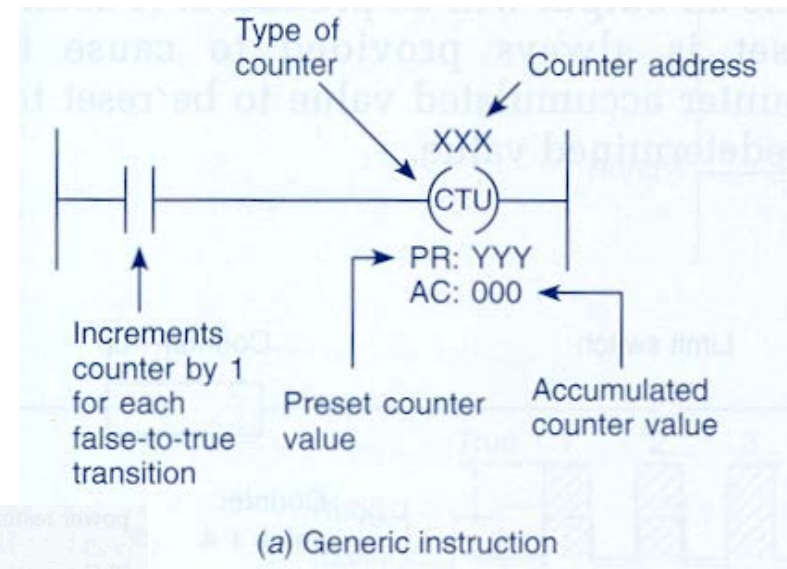 Type of
counter
Counter address
XXX
CTU
PR: YYY
AC: 000
Increments
counter by 1
for each
false-to-true
transition
Preset counter
value
Accumulated
counter value
(a) Generic instruction